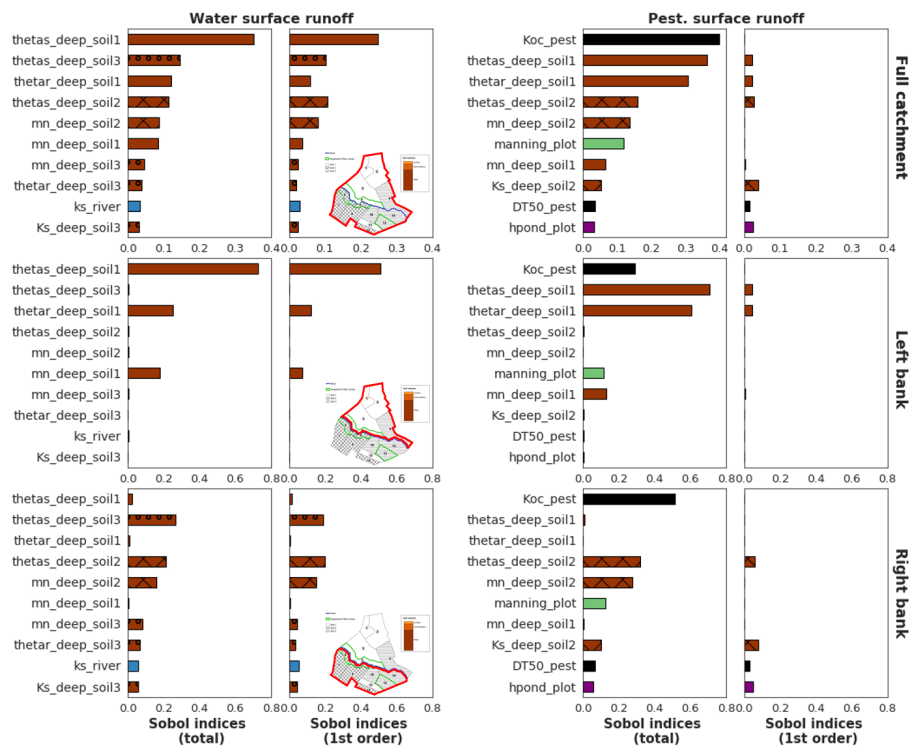 Water surface runoff
Pest. surface runoff
thetas_deep_soil1
thetas_deep_soil3
thetar_deep_soil1
thetas_deep_soil2
mn_deep_soil2
mn_deep_soil1
mn_deep_soil3
thetar_deep_soil3
ks_river
Ks_deep_soil3
0.0 0.1 0.2 0.3 0.4
0.0 0.1 0.2 0.3 0.4
Koc_pest
thetas_deep_soil1
thetar_deep_soil1
thetas_deep_soil2
mn_deep_soil2
manning_plot
mn_deep_soil1
Ks_deep_soil2
DT50_pest
hpond_plot
0.0 0.1 0.2 0.3 0.4
0.0 0.1 0.2 0.3 0.4
Full catchment
thetas_deep_soil1
thetas_deep_soil3
thetar_deep_soil1
thetas_deep_soil2
mn_deep_soil2
mn_deep_soil1
mn_deep_soil3
thetar_deep_soil3
ks_river
Ks_deep_soil3
0.0 0.2 0.4 0.6 0.8
0.0 0.2 0.4 0.6 0.8
Koc_pest
thetas_deep_soil1
thetar_deep_soil1
thetas_deep_soil2
mn_deep_soil2
manning_plot
mn_deep_soil1
Ks_deep_soil2
DT50_pest
hpond_plot
0.0 0.2 0.4 0.6 0.8
0.0 0.2 0.4 0.6 0.8
Left bank
thetas_deep_soil1
thetas_deep_soil3
thetar_deep_soil1
thetas_deep_soil2
mn_deep_soil2
mn_deep_soil1
mn_deep_soil3
thetar_deep_soil3
ks_river
Ks_deep_soil3
0.0 0.2 0.4 0.6 0.8
0.0 0.2 0.4 0.6 0.8
Koc_pest
thetas_deep_soil1
thetar_deep_soil1
thetas_deep_soil2
mn_deep_soil2
manning_plot
mn_deep_soil1
Ks_deep_soil2
DT50_pest
hpond_plot
0.0 0.2 0.4 0.6 0.8
0.0 0.2 0.4 0.6 0.8
Right bank
Sobol indices
(total)
Sobol indices
(1st order)
Sobol indices
(total)
Sobol indices
(1st order)